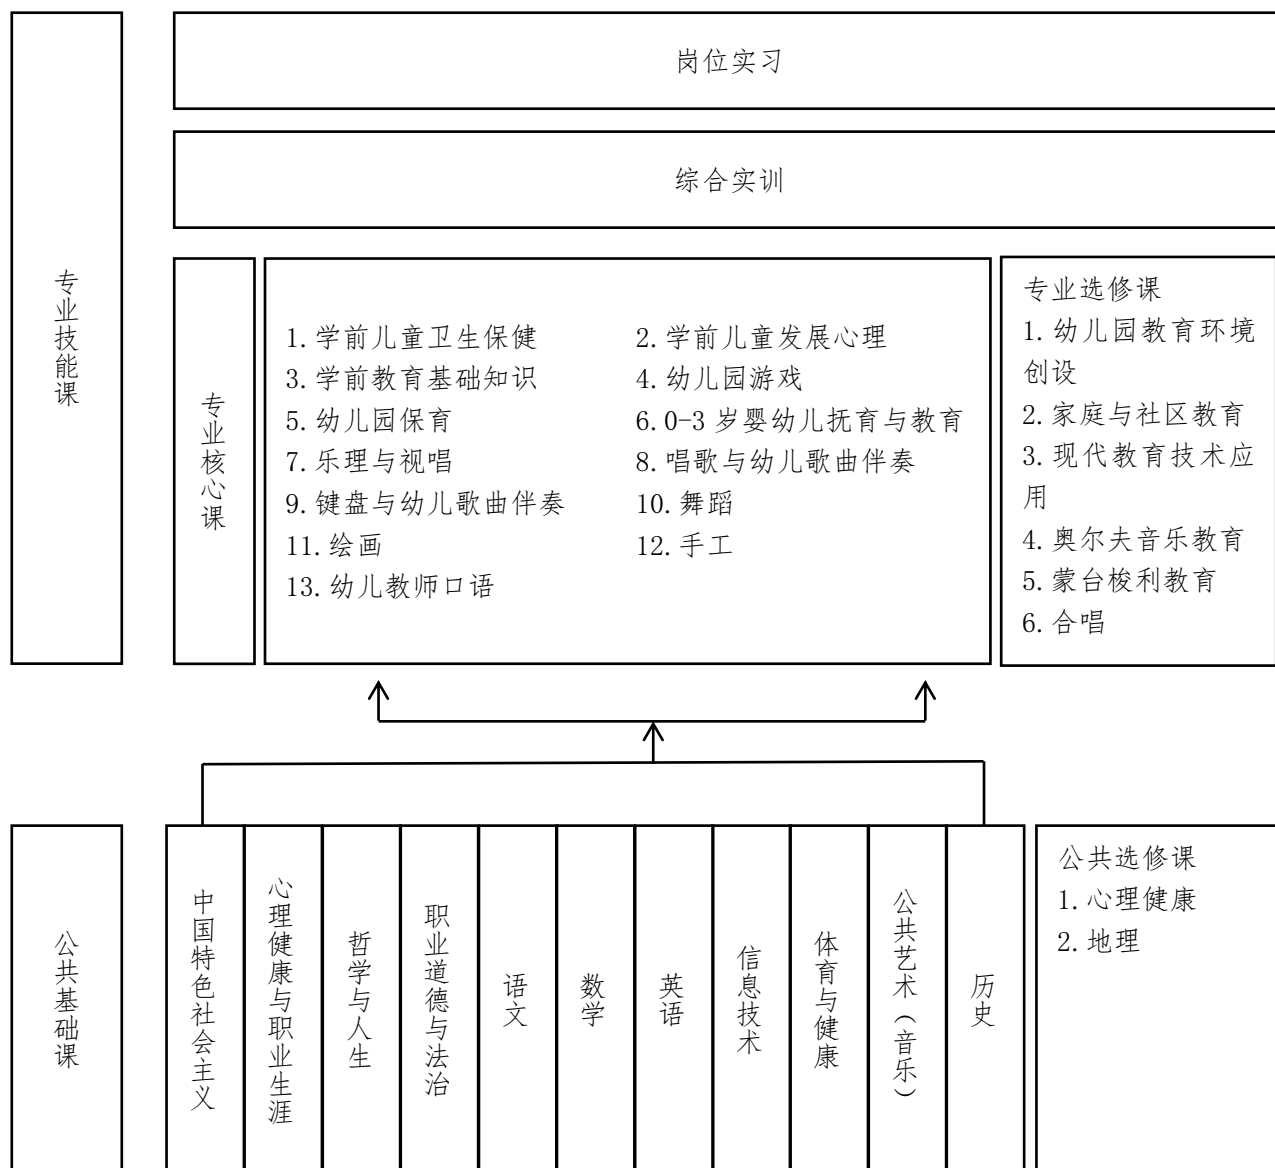 专业技能课
岗位实习
综合实训
专业核心课
1.学前儿童卫生保健 2.学前儿童发展心理
3.学前教育基础知识 4.幼儿园游戏
5.幼儿园保育 6.0-3 岁婴幼儿抚育与教育
7.乐理与视唱 8.唱歌与幼儿歌曲伴奏
9.键盘与幼儿歌曲伴奏 10.舞蹈
11.绘画 12.手工
13.幼儿教师口语
专业选修课
1.幼儿园教育环境
创设
2.家庭与社区教育
3.现代教育技术应
用
4.奥尔夫音乐教育
5.蒙台梭利教育
6.合唱
公共基础课
中国特色社会主义
心理健康与职业生涯
哲学与人生
职业道德与法治
语文
数学
英语
信息技术
体育与健康
公共艺术（音乐）
历史
公共选修课
1.心理健康
2.地理